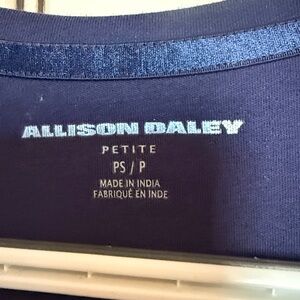 ALLISON DALEY
PETITE
PS / P
MADE IN INDIA
FABRIQUÉ EN INDE